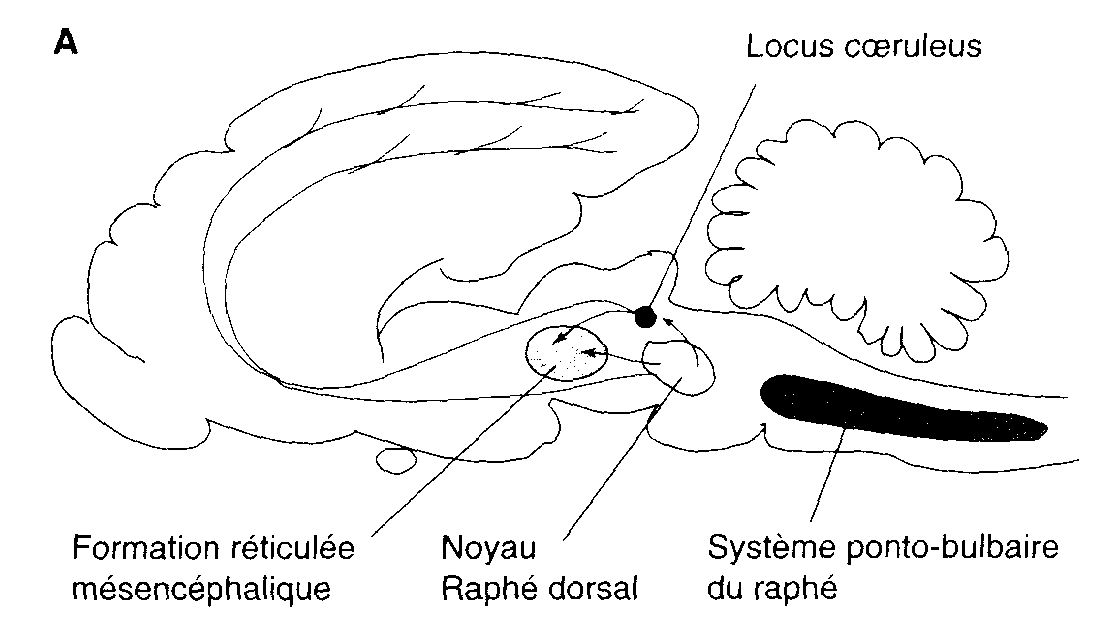 A
Locus cœruleus
Formation réticulée
mésencéphalique
Noyau
Raphé dorsal
Système ponto-bulbaire
du raphé